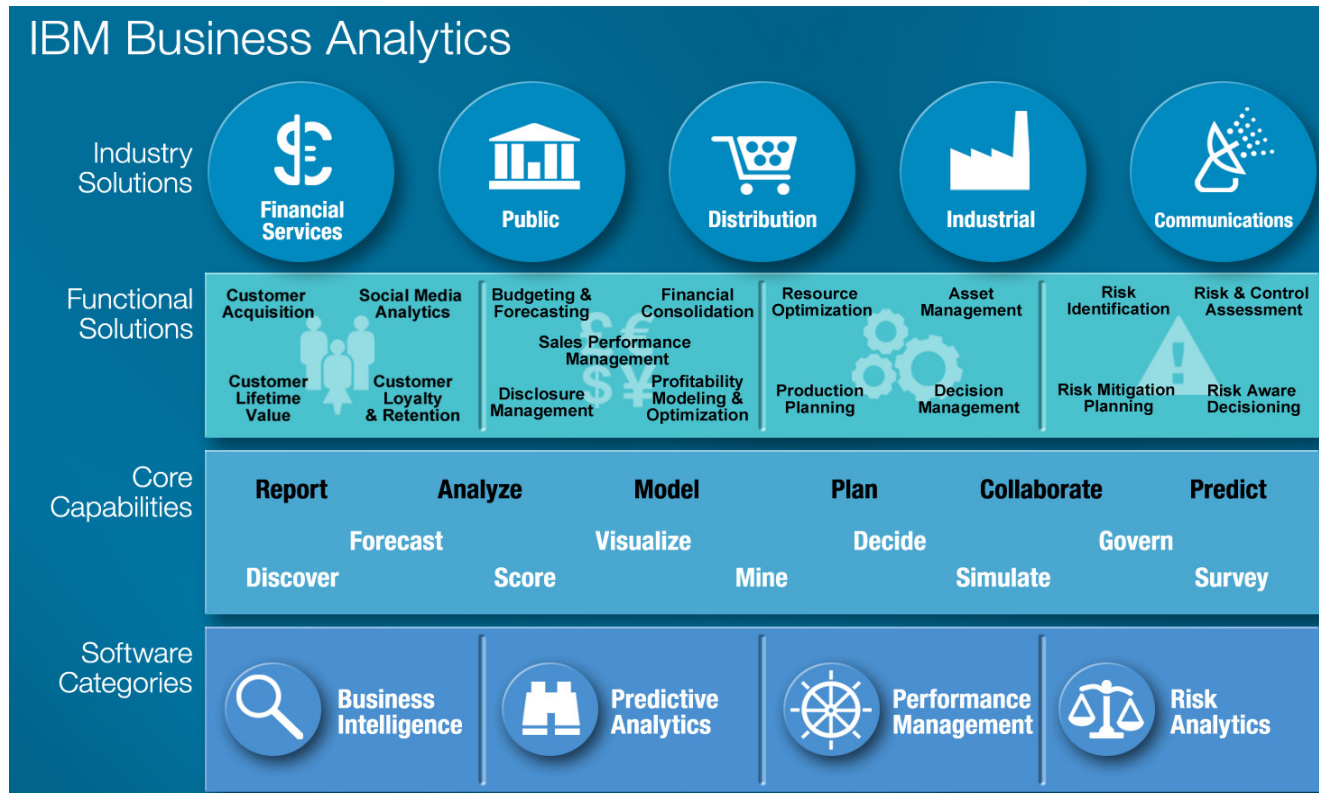 IBM Business Analytics
Industry
Solutions
Financial
Services
Public
Distribution
Industrial
Communications
Functional
Solutions
Customer
Acquisition
Social Media
Analytics
Customer
Lifetime
Value
Customer
Loyalty
& Retention
Budgeting &
Forecasting
Financial
Consolidation
Sales Performance
Management
Disclosure
Management
Profitability
Modeling &
Optimization
Resource
Optimization
Asset
Management
Production
Planning
Decision
Management
Risk
Identification
Risk & Control
Assessment
Risk Mitigation
Planning
Risk Aware
Decisioning
Core
Capabilities
Report Analyze Model Plan Collaborate Predict
Forecast Visualize Decide Govern
Discover Score Mine Simulate Survey
Software
Categories
Business
Intelligence
Predictive
Analytics
Performance
Management
Risk
Analytics